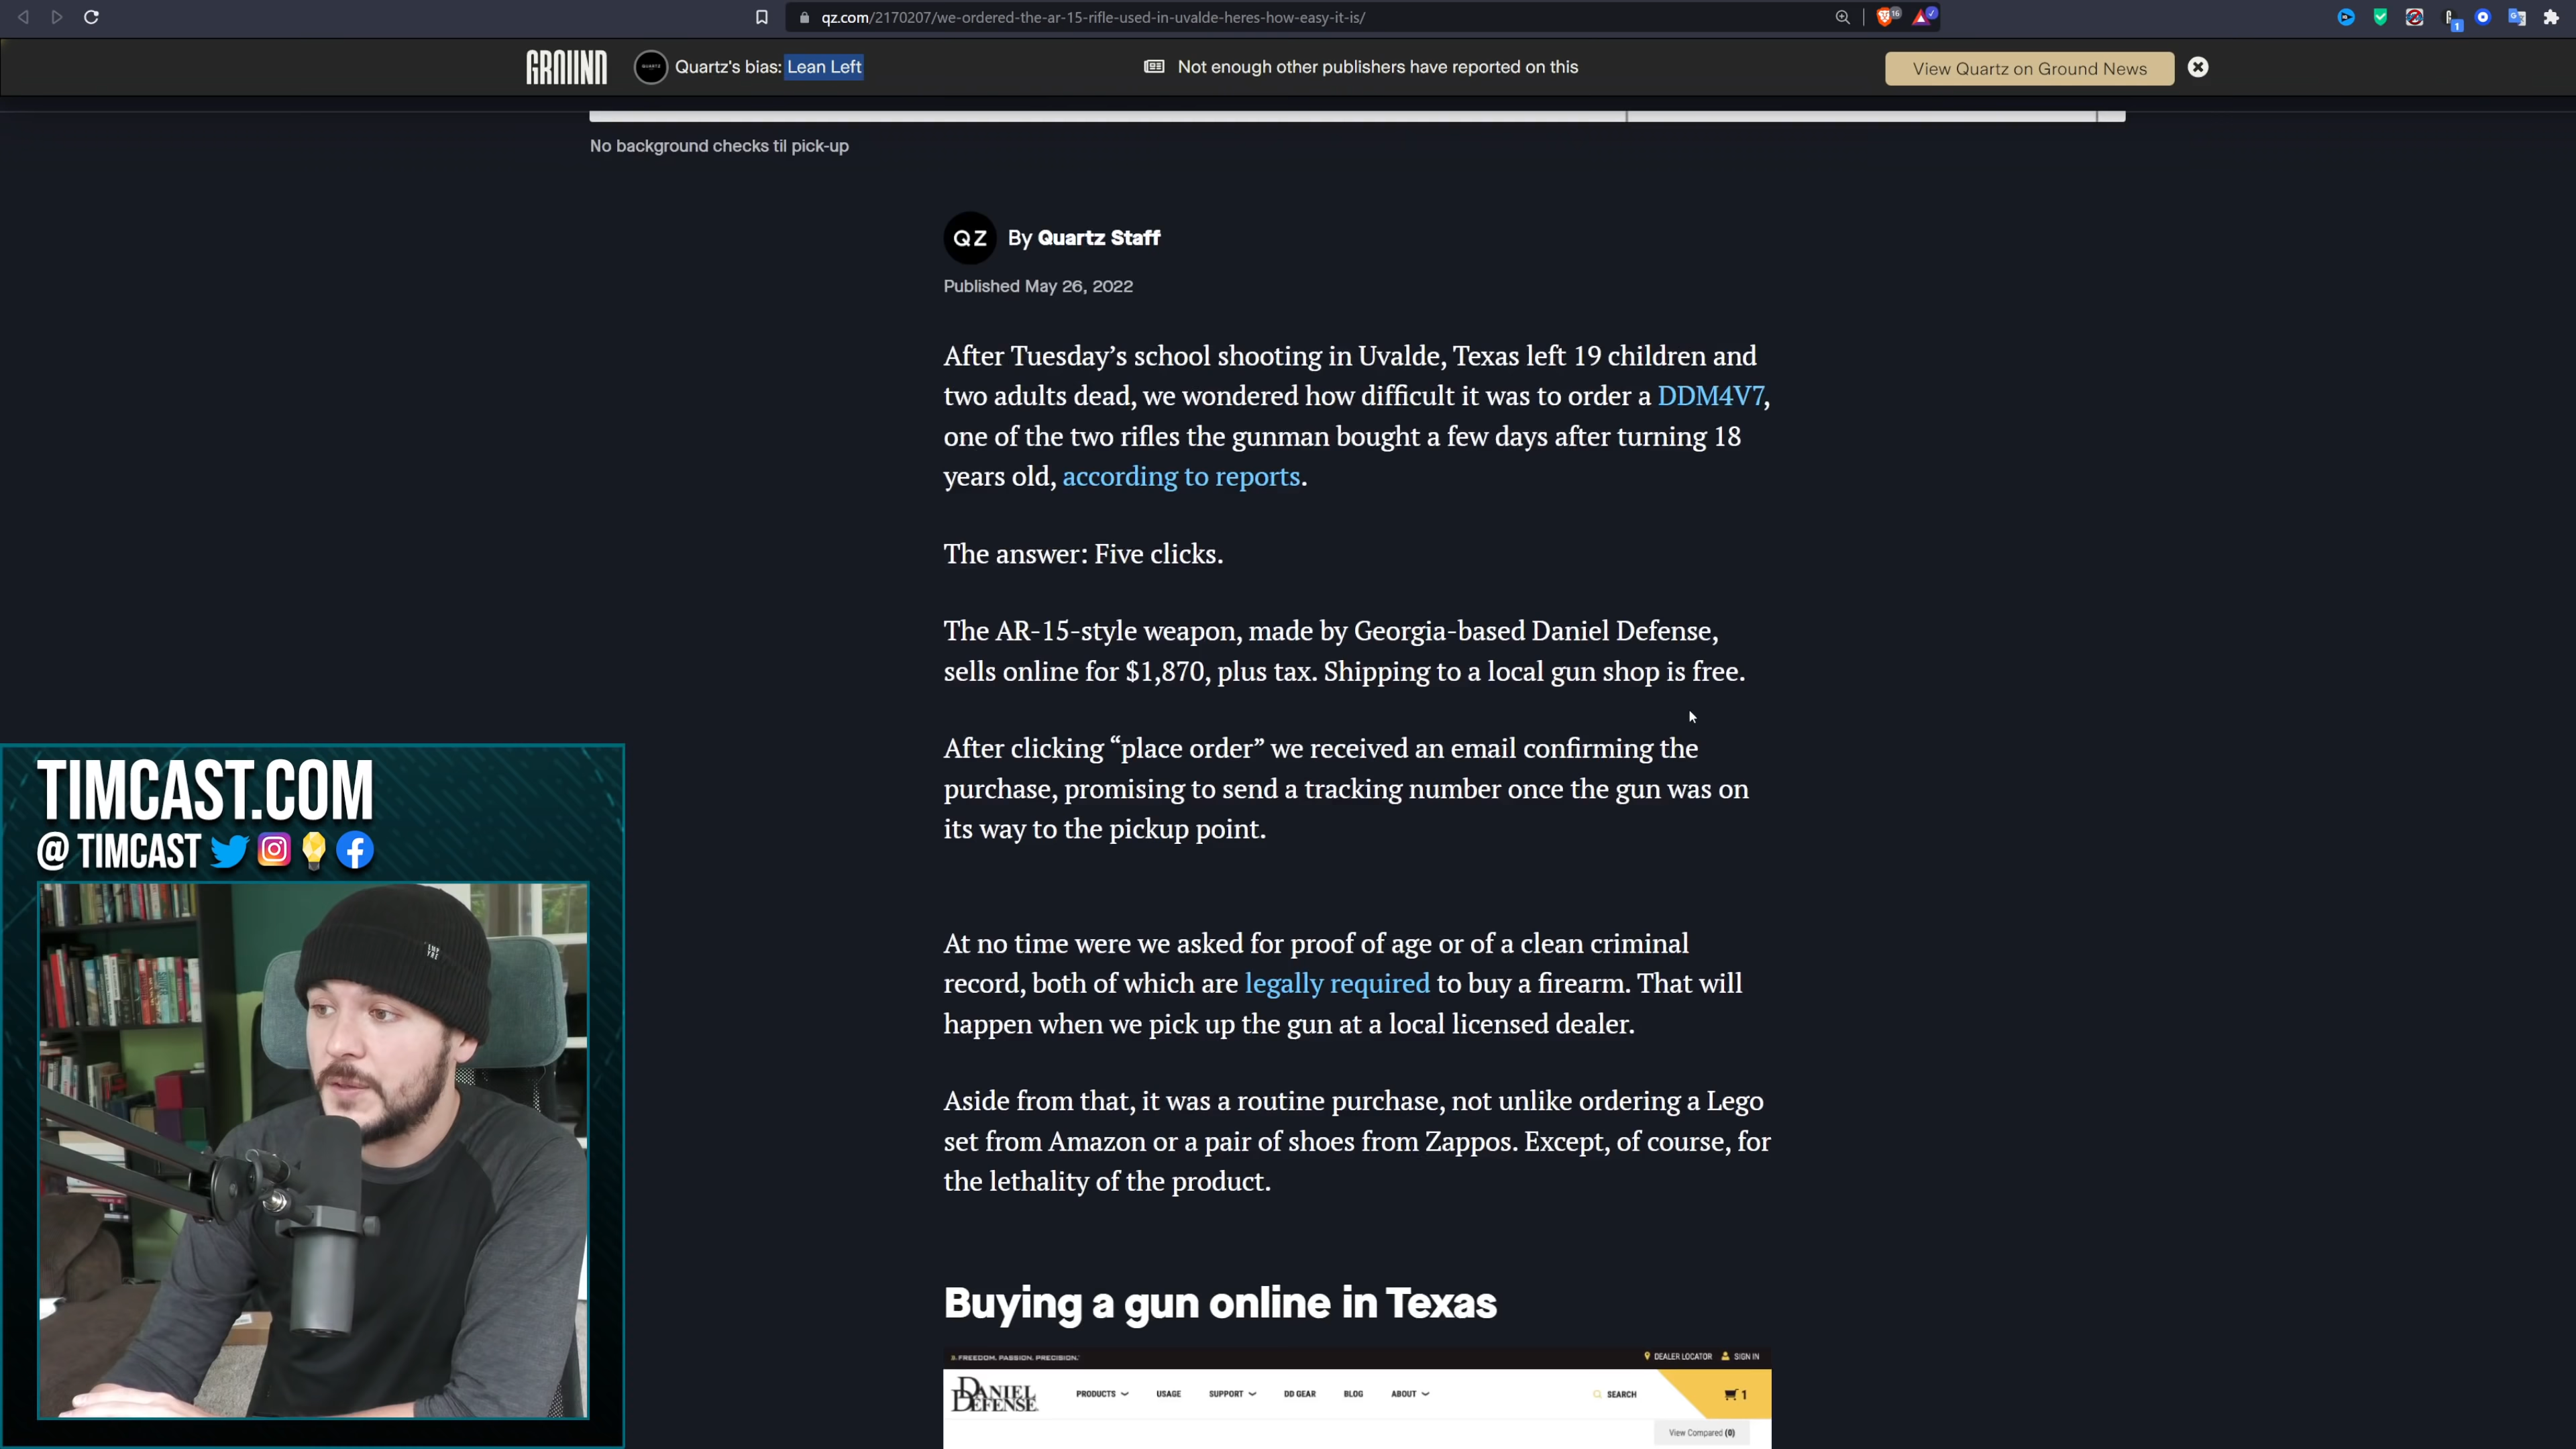 qz.com/2170207/we-ordered-the-ar-15-rifle-used-in-uvalde-heres-how-easy-it-is/
16
1
GROUND
QUARTZ
Quartz's bias: Lean Left
Not enough other publishers have reported on this
View Quartz on Ground News
No background checks til pick-up
QZ
By Quartz Staff
Published May 26, 2022
After Tuesday’s school shooting in Uvalde, Texas left 19 children and
two adults dead, we wondered how difficult it was to order a DDM4V7,
one of the two rifles the gunman bought a few days after turning 18
years old, according to reports.
The answer: Five clicks.
The AR-15-style weapon, made by Georgia-based Daniel Defense,
sells online for $1,870, plus tax. Shipping to a local gun shop is free.
After clicking “place order” we received an email confirming the
purchase, promising to send a tracking number once the gun was on
its way to the pickup point.
At no time were we asked for proof of age or of a clean criminal
record, both of which are legally required to buy a firearm. That will
happen when we pick up the gun at a local licensed dealer.
Aside from that, it was a routine purchase, not unlike ordering a Lego
set from Amazon or a pair of shoes from Zappos. Except, of course, for
the lethality of the product.
Buying a gun online in Texas
FREEDOM. PASSION. PRECISION.
DEALER LOCATOR
SIGN IN
DANIEL
DEFENSE
PRODUCTS
USAGE
SUPPORT
DD GEAR
BLOG
ABOUT
SEARCH
1
View Compared (0)
TIMCAST.COM
@ TIMCAST